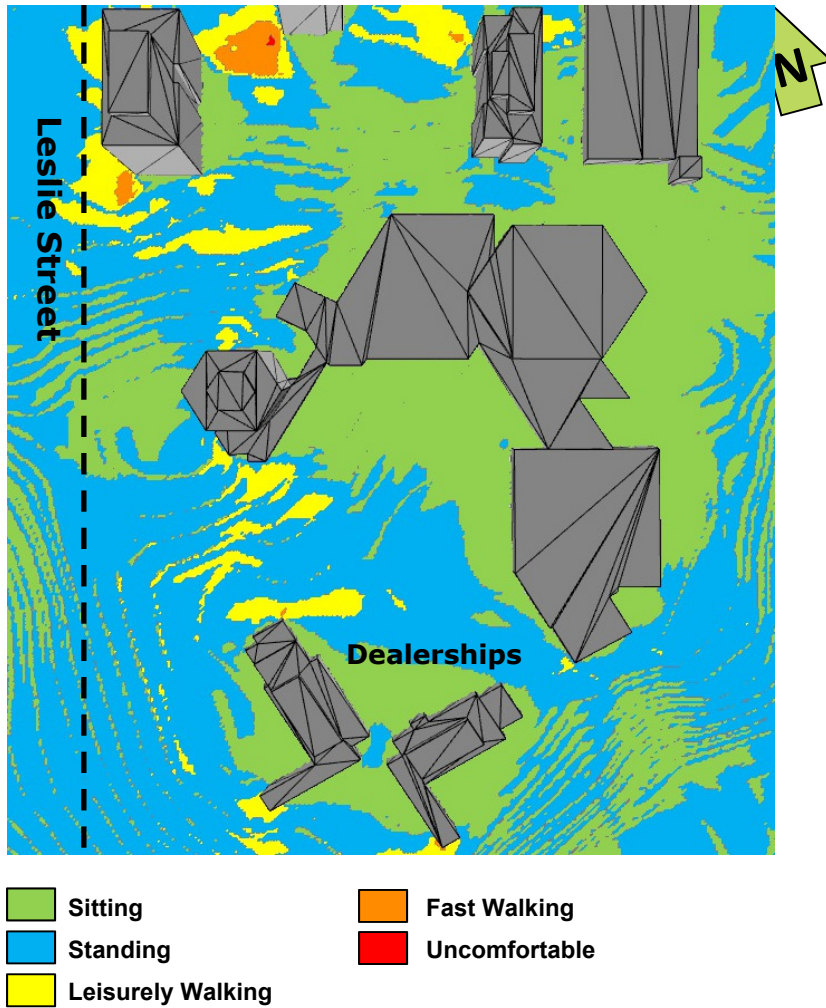 N
Leslie Street
Dealerships
Sitting
Fast Walking
Standing
Uncomfortable
Leisurely Walking